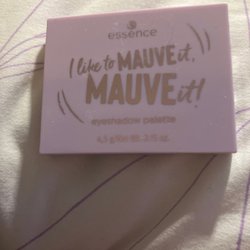 essence
I like to MAUVE it,
MAUVE it!
eyeshadow palette